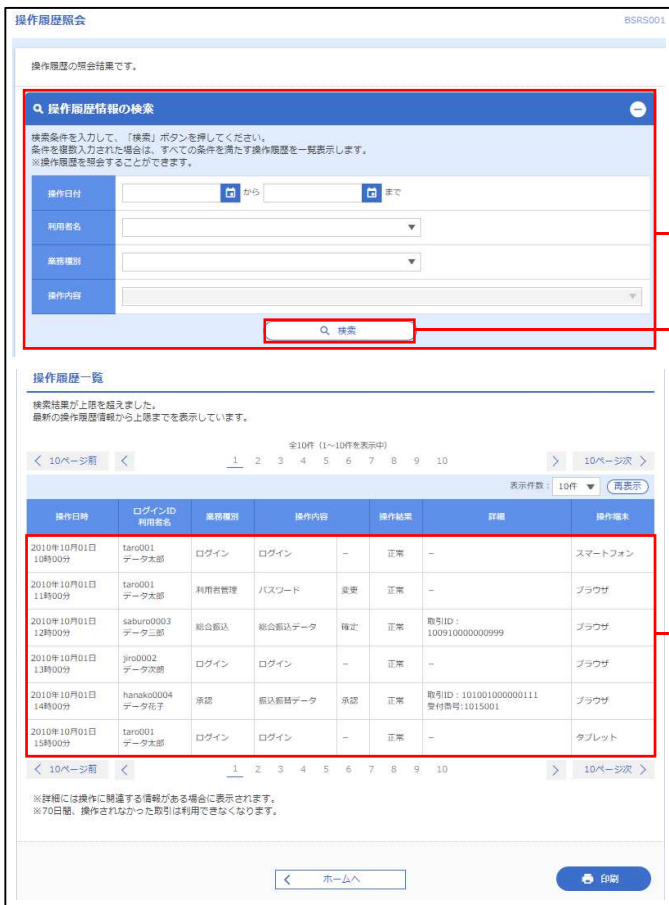 操作履歴照会 BSRS001
操作履歴の照会結果です。
操作履歴情報の検索
検索条件を入力して、「検索」ボタンを押してください。
条件を複数入力された場合は、すべての条件を満たす操作履歴を一覧表示します。
※操作履歴を照会することができます。
操作日付 から まで
利用者名
業務種別
操作内容
検索
操作履歴一覧
検索結果が上限を超えました。
最新の操作履歴情報から上限までを表示しています。
全10件（1～10件を表示中）
< 10ページ前 < 1 2 3 4 5 6 7 8 9 10 > 10ページ次 >
表示件数： 10件 ▼ 再表示
操作日時 ログインID 利用者名 業務種別 操作内容 操作結果 詳細 操作端末
2010年10月01日 10時00分 taro001 データ太郎 ログイン ログイン － 正常 － スマートフォン
2010年10月01日 11時00分 taro001 データ太郎 利用者管理 パスワード 変更 正常 － ブラウザ
2010年10月01日 12時00分 saburo0003 データ三郎 総合振込 総合振込データ 確定 正常 取引ID： 100910000000999 ブラウザ
2010年10月01日 13時00分 jiro0002 データ次朗 ログイン ログイン － 正常 － ブラウザ
2010年10月01日 14時00分 hanako0004 データ花子 承認 振込振替データ 承認 正常 取引ID：101001000000111 受付番号:1015001 ブラウザ
2010年10月01日 15時00分 taro001 データ太郎 ログイン ログイン － 正常 － タブレット
< 10ページ前 < 1 2 3 4 5 6 7 8 9 10 > 10ページ次 >
※詳細には操作に関連する情報がある場合に表示されます。
※70日間、操作されなかった取引は利用できなくなります。
< ホームへ
印刷